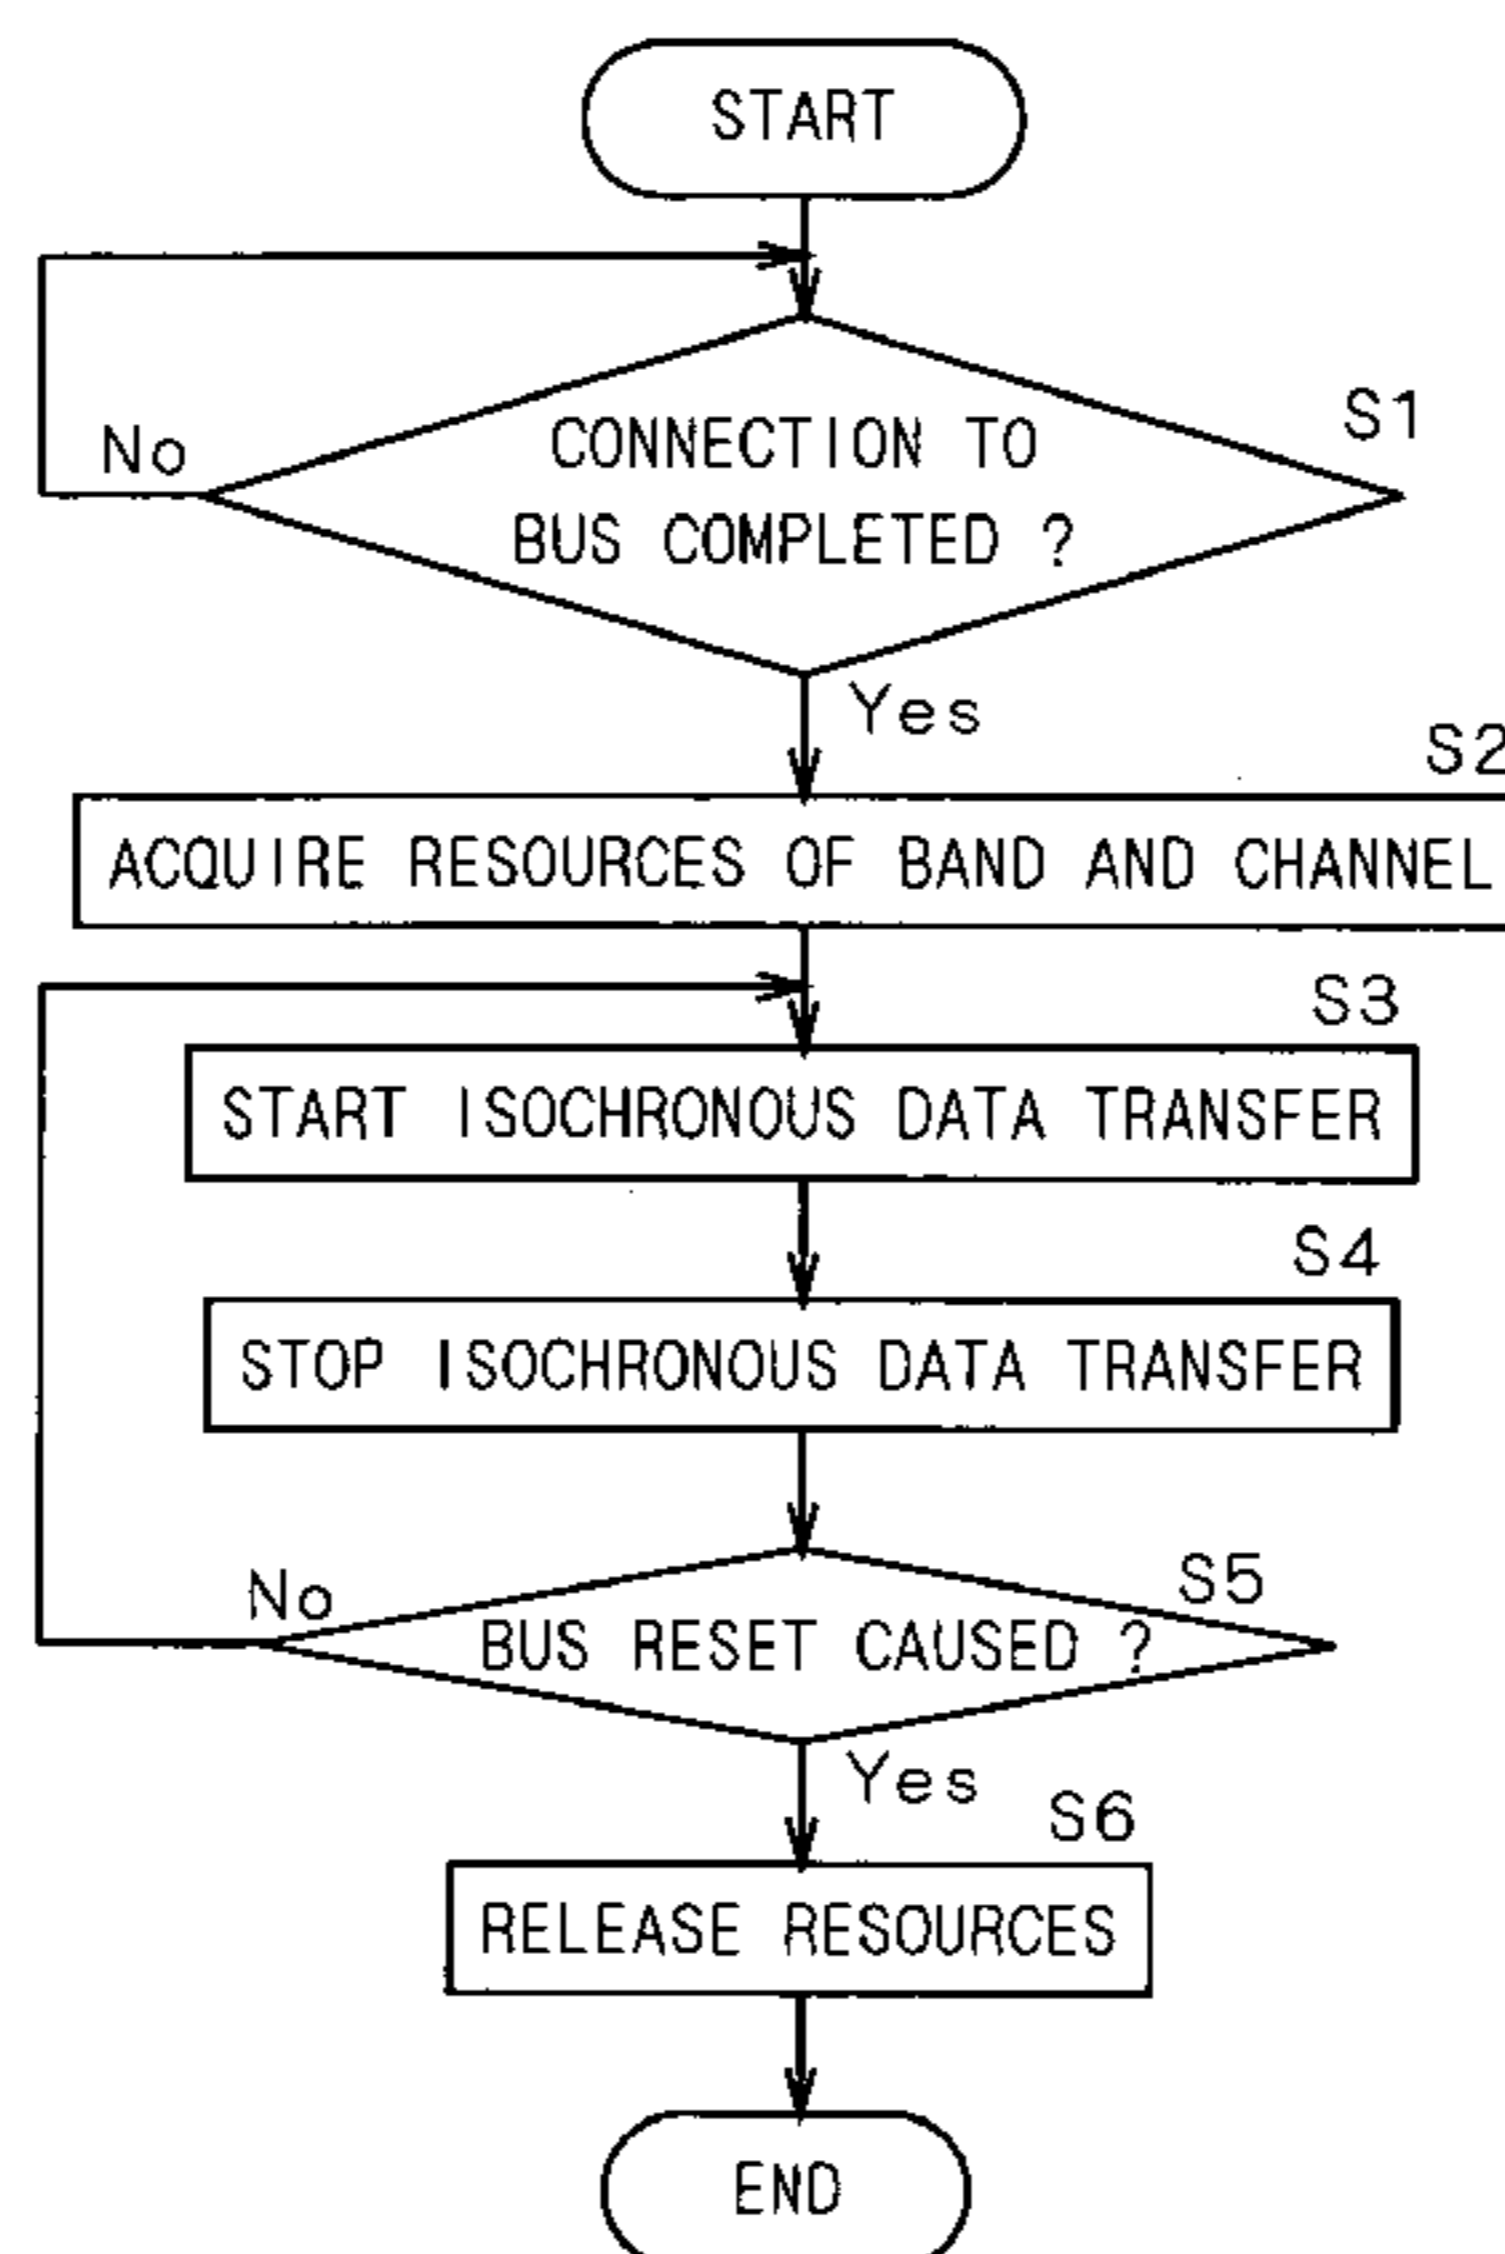 START
S1
No
CONNECTION TO
BUS COMPLETED ?
Yes
S2
ACQUIRE RESOURCES OF BAND AND CHANNEL
S3
START ISOCHRONOUS DATA TRANSFER
S4
STOP ISOCHRONOUS DATA TRANSFER
S5
No
BUS RESET CAUSED ?
Yes
S6
RELEASE RESOURCES
END